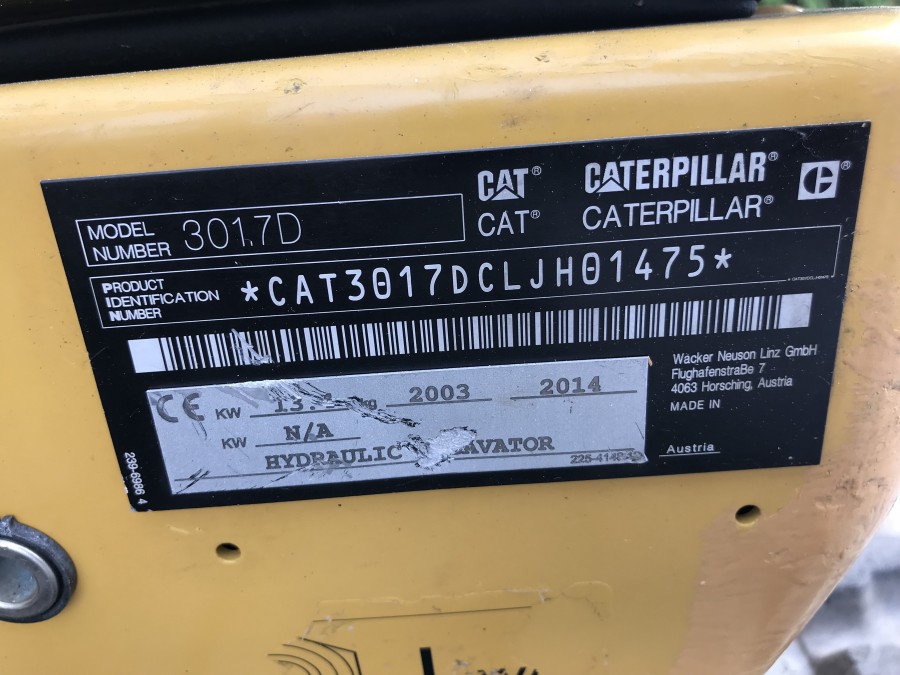 CAT® CATERPILLAR® C®
CAT® CATERPILLAR®
MODEL NUMBER 301.7D
PRODUCT IDENTIFICATION NUMBER *CAT3017DCLJH01475*
Wacker Neuson Linz GmbH
Flughafenstraße 7
4063 Horsching, Austria
MADE IN
Austria
CE KW kg 2003 2014
KW N/A
HYDRAULIC
239-6986 4